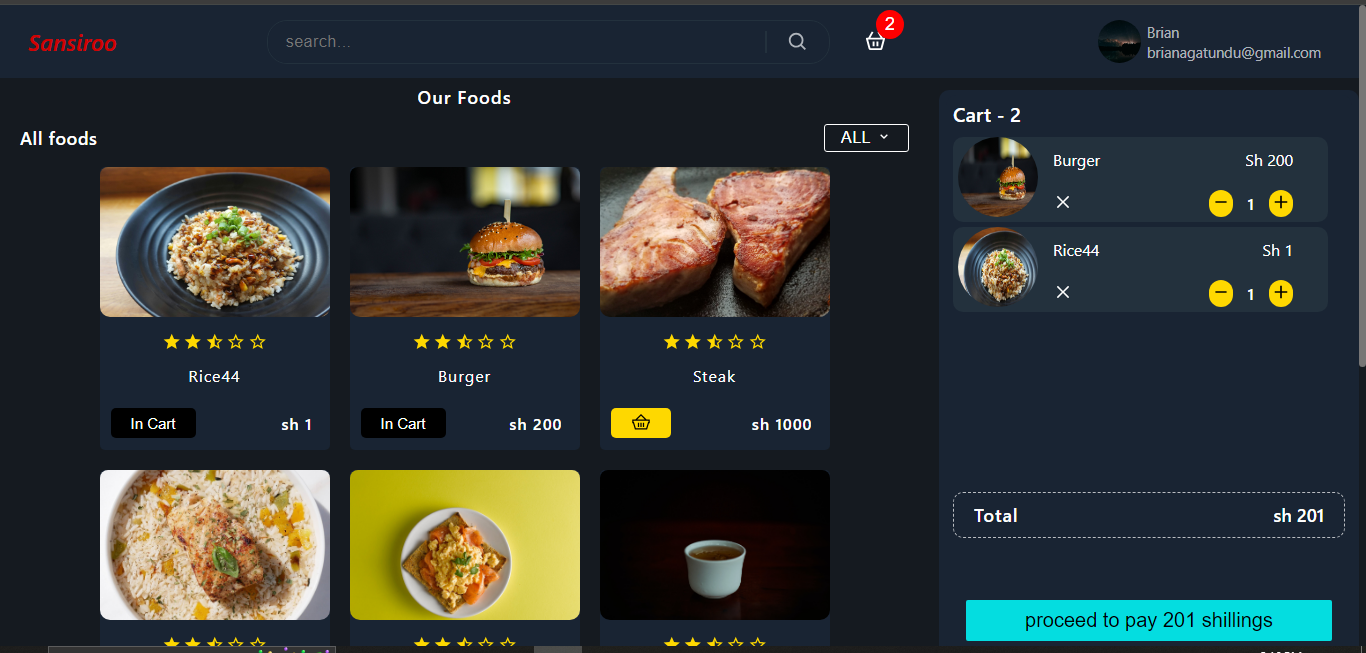 Sansiroo
search...
2
Brian
brianagatundu@gmail.com
Our Foods
All foods
ALL
Rice44
In Cart
sh 1
Burger
In Cart
sh 200
Steak
sh 1000
Cart - 2
Burger
Sh 200
1
Rice44
Sh 1
1
Total
sh 201
proceed to pay 201 shillings